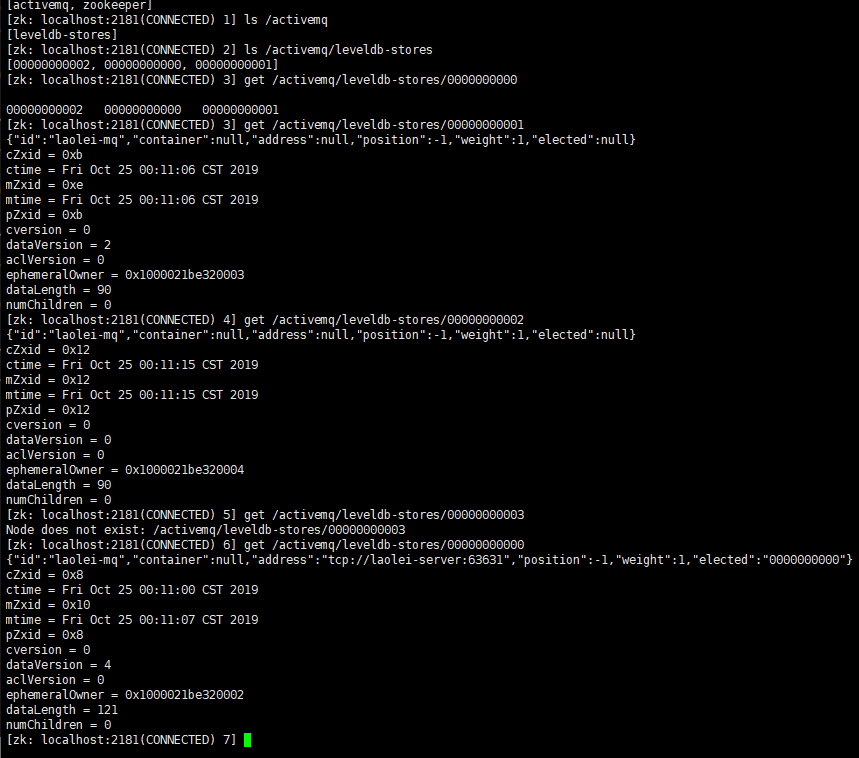 [activemq, zookeeper]
[zk: localhost:2181(CONNECTED) 1] ls /activemq
[leveldb-stores]
[zk: localhost:2181(CONNECTED) 2] ls /activemq/leveldb-stores
[00000000002, 00000000000, 00000000001]
[zk: localhost:2181(CONNECTED) 3] get /activemq/leveldb-stores/0000000000
00000000002   00000000000   00000000001
[zk: localhost:2181(CONNECTED) 3] get /activemq/leveldb-stores/00000000001
{"id":"laolei-mq","container":null,"address":null,"position":-1,"weight":1,"elected":null}
cZxid = 0xb
ctime = Fri Oct 25 00:11:06 CST 2019
mZxid = 0xe
mtime = Fri Oct 25 00:11:06 CST 2019
pZxid = 0xb
cversion = 0
dataVersion = 2
aclVersion = 0
ephemeralOwner = 0x1000021be320003
dataLength = 90
numChildren = 0
[zk: localhost:2181(CONNECTED) 4] get /activemq/leveldb-stores/00000000002
{"id":"laolei-mq","container":null,"address":null,"position":-1,"weight":1,"elected":null}
cZxid = 0x12
ctime = Fri Oct 25 00:11:15 CST 2019
mZxid = 0x12
mtime = Fri Oct 25 00:11:15 CST 2019
pZxid = 0x12
cversion = 0
dataVersion = 0
aclVersion = 0
ephemeralOwner = 0x1000021be320004
dataLength = 90
numChildren = 0
[zk: localhost:2181(CONNECTED) 5] get /activemq/leveldb-stores/00000000003
Node does not exist: /activemq/leveldb-stores/00000000003
[zk: localhost:2181(CONNECTED) 6] get /activemq/leveldb-stores/00000000000
{"id":"laolei-mq","container":null,"address":"tcp://laolei-server:63631","position":-1,"weight":1,"elected":"0000000000"}
cZxid = 0x8
ctime = Fri Oct 25 00:11:00 CST 2019
mZxid = 0x10
mtime = Fri Oct 25 00:11:07 CST 2019
pZxid = 0x8
cversion = 0
dataVersion = 4
aclVersion = 0
ephemeralOwner = 0x1000021be320002
dataLength = 121
numChildren = 0
[zk: localhost:2181(CONNECTED) 7]